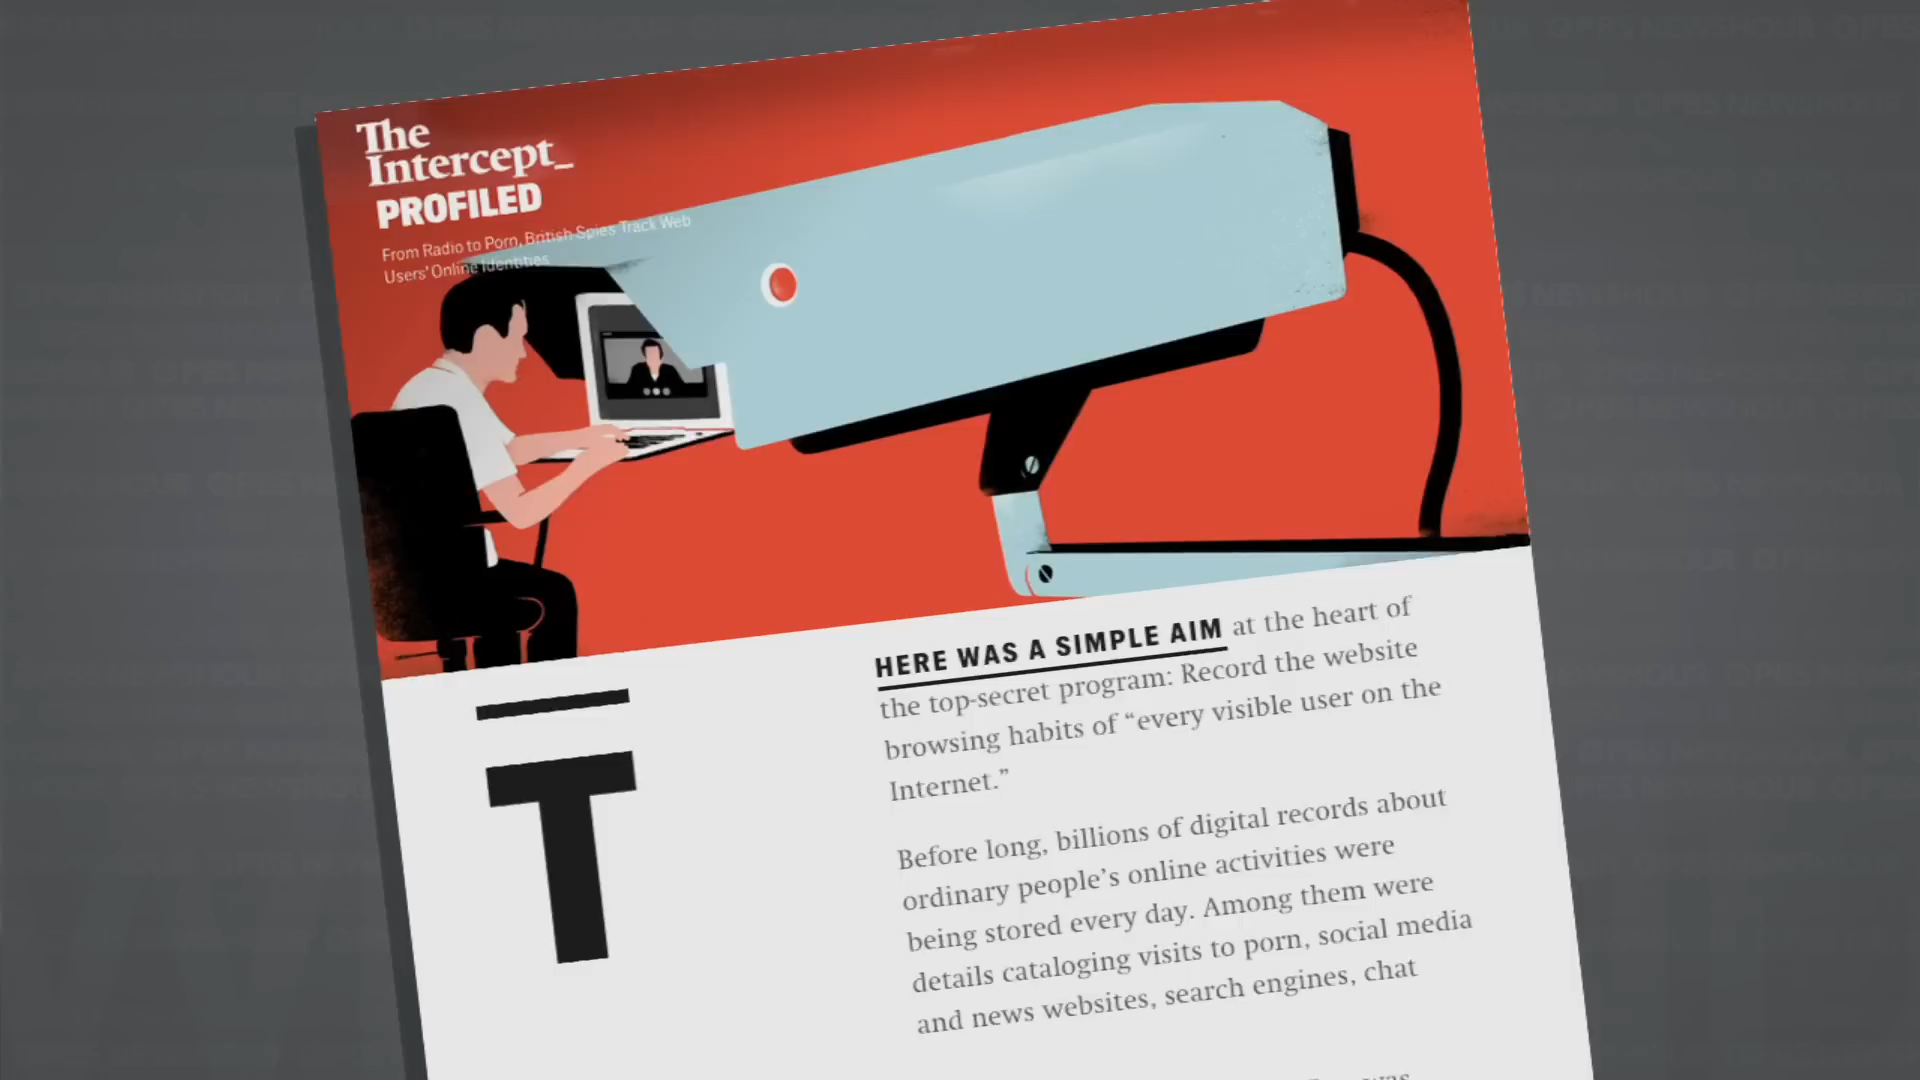 The
Intercept_
PROFILED
From Radio to Porn, British Spies Track Web
Users' Online Identities
T
HERE WAS A SIMPLE AIM at the heart of
the top-secret program: Record the website
browsing habits of “every visible user on the
Internet.”
Before long, billions of digital records about
ordinary people’s online activities were
being stored every day. Among them were
details cataloging visits to porn, social media
and news websites, search engines, chat